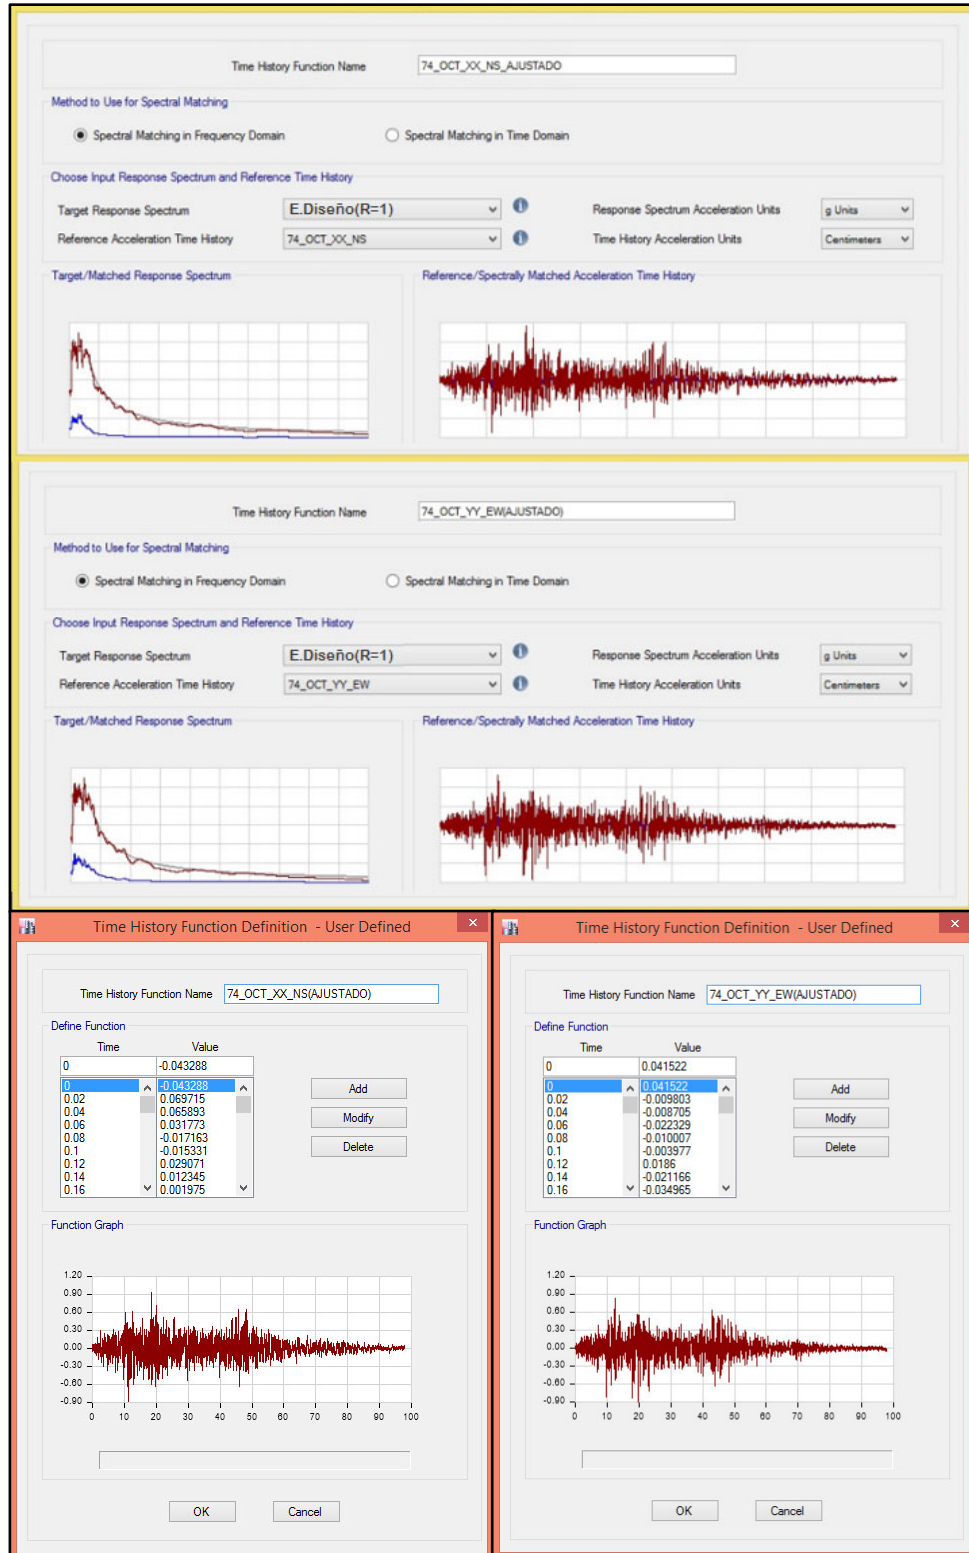 Time History Function Name 74_OCT_XX_NS_AJUSTADO
Method to Use for Spectral Matching
Spectral Matching in Frequency Domain Spectral Matching in Time Domain
Choose Input Response Spectrum and Reference Time History
Target Response Spectrum E.Diseño(R=1) Response Spectrum Acceleration Units g Units
Reference Acceleration Time History 74_OCT_XX_NS Time History Acceleration Units Centimeters
Target/Matched Response Spectrum Reference/Spectrally Matched Acceleration Time History
Time History Function Name 74_OCT_YY_EW(AJUSTADO)
Method to Use for Spectral Matching
Spectral Matching in Frequency Domain Spectral Matching in Time Domain
Choose Input Response Spectrum and Reference Time History
Target Response Spectrum E.Diseño(R=1) Response Spectrum Acceleration Units g Units
Reference Acceleration Time History 74_OCT_YY_EW Time History Acceleration Units Centimeters
Target/Matched Response Spectrum Reference/Spectrally Matched Acceleration Time History
Time History Function Definition - User Defined
Time History Function Name 74_OCT_XX_NS(AJUSTADO)
Define Function
Time Value
0 -0.043288
0 -0.043288 Add
0.02 0.069715
0.04 0.065893
0.06 0.031773 Modify
0.08 -0.017163
0.1 -0.015331 Delete
0.12 0.029071
0.14 0.012345
0.16 0.001975
Function Graph
1.20
0.90
0.60
0.30
0.00
-0.30
-0.60
-0.90
0 10 20 30 40 50 60 70 80 90 100
OK Cancel
Time History Function Definition - User Defined
Time History Function Name 74_OCT_YY_EW(AJUSTADO)
Define Function
Time Value
0 0.041522
0 0.041522 Add
0.02 -0.009803
0.04 -0.008705
0.06 -0.022329 Modify
0.08 -0.010007
0.1 -0.003977 Delete
0.12 0.0186
0.14 -0.021166
0.16 -0.034965
Function Graph
1.20
0.90
0.60
0.30
0.00
-0.30
-0.60
-0.90
0 10 20 30 40 50 60 70 80 90 100
OK Cancel